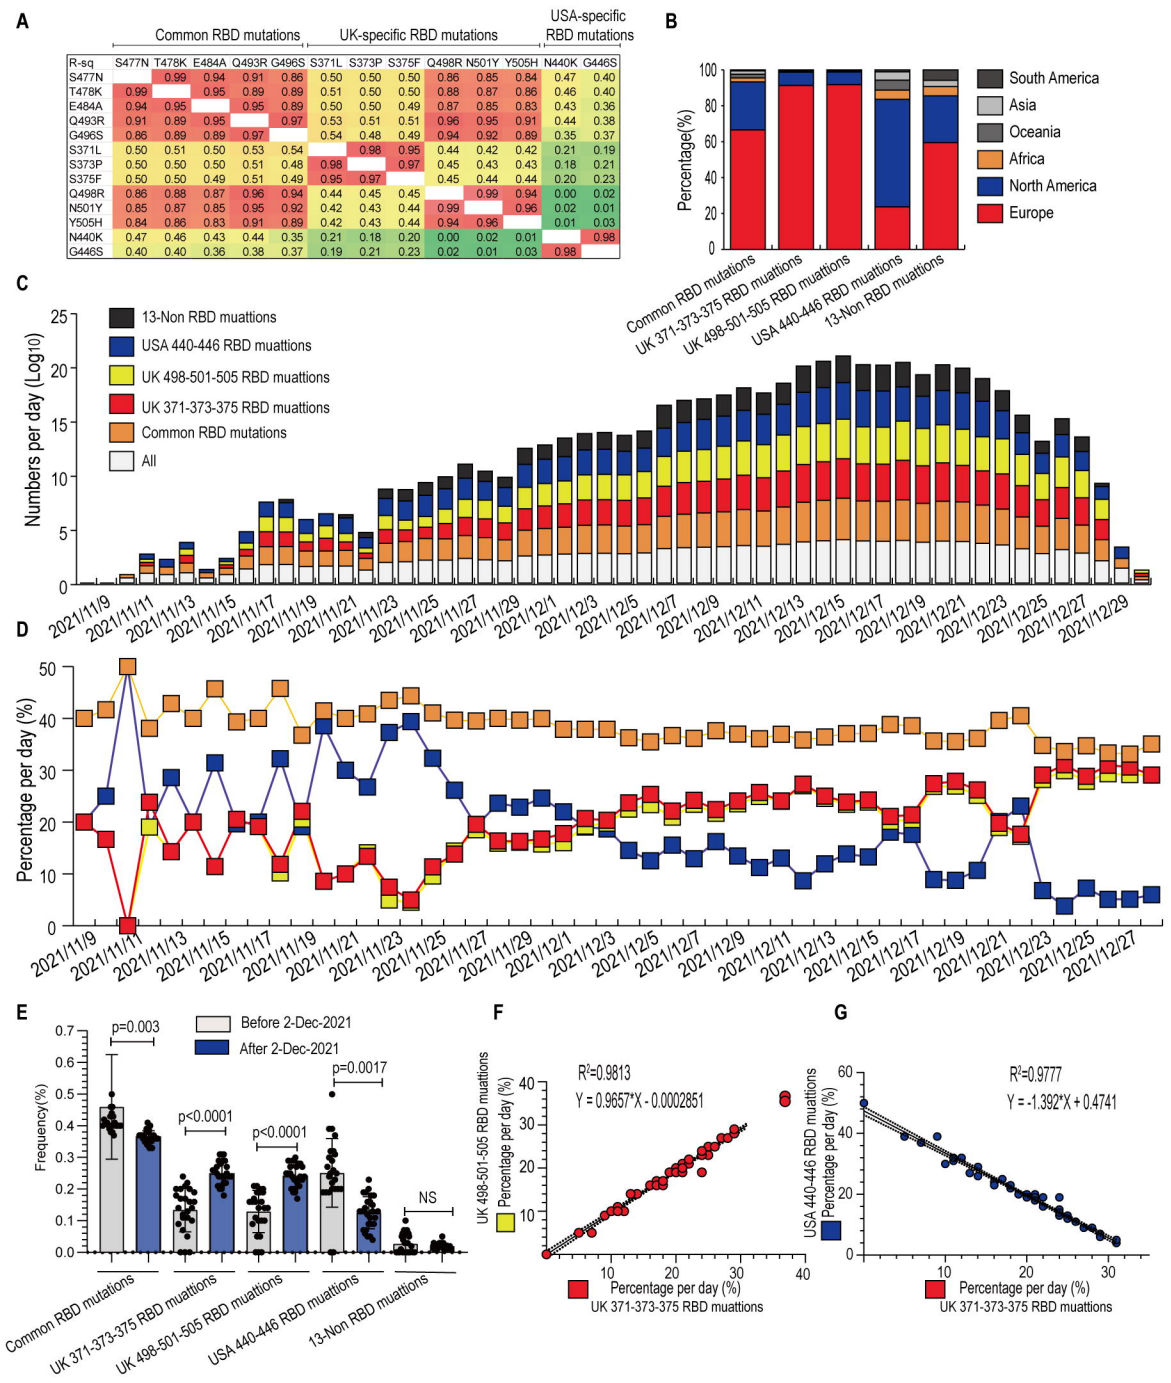 A
Common RBD mutations
UK-specific RBD mutations
USA-specific
RBD mutations
R-sq S477N T478K E484A Q493R G496S S371L S373P S375F Q498R N501Y Y505H N440K G446S
S477N 0.99 0.94 0.91 0.86 0.50 0.50 0.50 0.86 0.85 0.84 0.47 0.40
T478K 0.99 0.95 0.89 0.89 0.51 0.50 0.50 0.88 0.87 0.86 0.46 0.40
E484A 0.94 0.95 0.95 0.89 0.50 0.50 0.49 0.87 0.85 0.83 0.43 0.36
Q493R 0.91 0.89 0.95 0.97 0.53 0.51 0.51 0.96 0.95 0.91 0.44 0.38
G496S 0.86 0.89 0.89 0.97 0.54 0.48 0.49 0.94 0.92 0.89 0.35 0.37
S371L 0.50 0.51 0.50 0.53 0.54 0.98 0.95 0.44 0.42 0.42 0.21 0.19
S373P 0.50 0.50 0.50 0.51 0.48 0.98 0.97 0.45 0.43 0.43 0.18 0.21
S375F 0.50 0.50 0.49 0.51 0.49 0.95 0.97 0.45 0.44 0.44 0.20 0.23
Q498R 0.86 0.88 0.87 0.96 0.94 0.44 0.45 0.45 0.99 0.94 0.00 0.02
N501Y 0.85 0.87 0.85 0.95 0.92 0.42 0.43 0.44 0.99 0.96 0.02 0.01
Y505H 0.84 0.86 0.83 0.91 0.89 0.42 0.43 0.44 0.94 0.96 0.01 0.03
N440K 0.47 0.46 0.43 0.44 0.35 0.21 0.18 0.20 0.00 0.02 0.01 0.98
G446S 0.40 0.40 0.36 0.38 0.37 0.19 0.21 0.23 0.02 0.01 0.03 0.98
B
Percentage(%)
100
80
60
40
20
0
Common RBD mutations
UK 371-373-375 RBD muattions
UK 498-501-505 RBD muattions
USA 440-446 RBD muattions
13-Non RBD muattions
South America
Asia
Oceania
Africa
North America
Europe
C
Numbers per day (Log10)
25
20
15
10
5
0
13-Non RBD muattions
USA 440-446 RBD muattions
UK 498-501-505 RBD muattions
UK 371-373-375 RBD muattions
Common RBD mutations
All
2021/11/9 2021/11/11 2021/11/13 2021/11/15 2021/11/17 2021/11/19 2021/11/21 2021/11/23 2021/11/25 2021/11/27 2021/11/29 2021/12/1 2021/12/3 2021/12/5 2021/12/7 2021/12/9 2021/12/11 2021/12/13 2021/12/15 2021/12/17 2021/12/19 2021/12/21 2021/12/23 2021/12/25 2021/12/27 2021/12/29
D
Percentage per day (%)
50
40
30
20
10
0
2021/11/9 2021/11/11 2021/11/13 2021/11/15 2021/11/17 2021/11/19 2021/11/21 2021/11/23 2021/11/25 2021/11/27 2021/11/29 2021/12/1 2021/12/3 2021/12/5 2021/12/7 2021/12/9 2021/12/11 2021/12/13 2021/12/15 2021/12/17 2021/12/19 2021/12/21 2021/12/23 2021/12/25 2021/12/27
E
Before 2-Dec-2021
After 2-Dec-2021
Frequency(%)
0.7
0.6
0.5
0.4
0.3
0.2
0.1
0.0
p=0.003
p<0.0001
p<0.0001
p=0.0017
NS
Common RBD mutations
UK 371-373-375 RBD muattions
UK 498-501-505 RBD muattions
USA 440-446 RBD muattions
13-Non RBD muattions
F
R²=0.9813
Y = 0.9657*X - 0.0002851
UK 498-501-505 RBD muattions
Percentage per day (%)
40
30
20
10
0
0 10 20 30 40
Percentage per day (%)
UK 371-373-375 RBD muattions
G
R²=0.9777
Y = -1.392*X + 0.4741
USA 440-446 RBD muattions
Percentage per day (%)
60
40
20
0
10 20 30
Percentage per day (%)
UK 371-373-375 RBD muattions